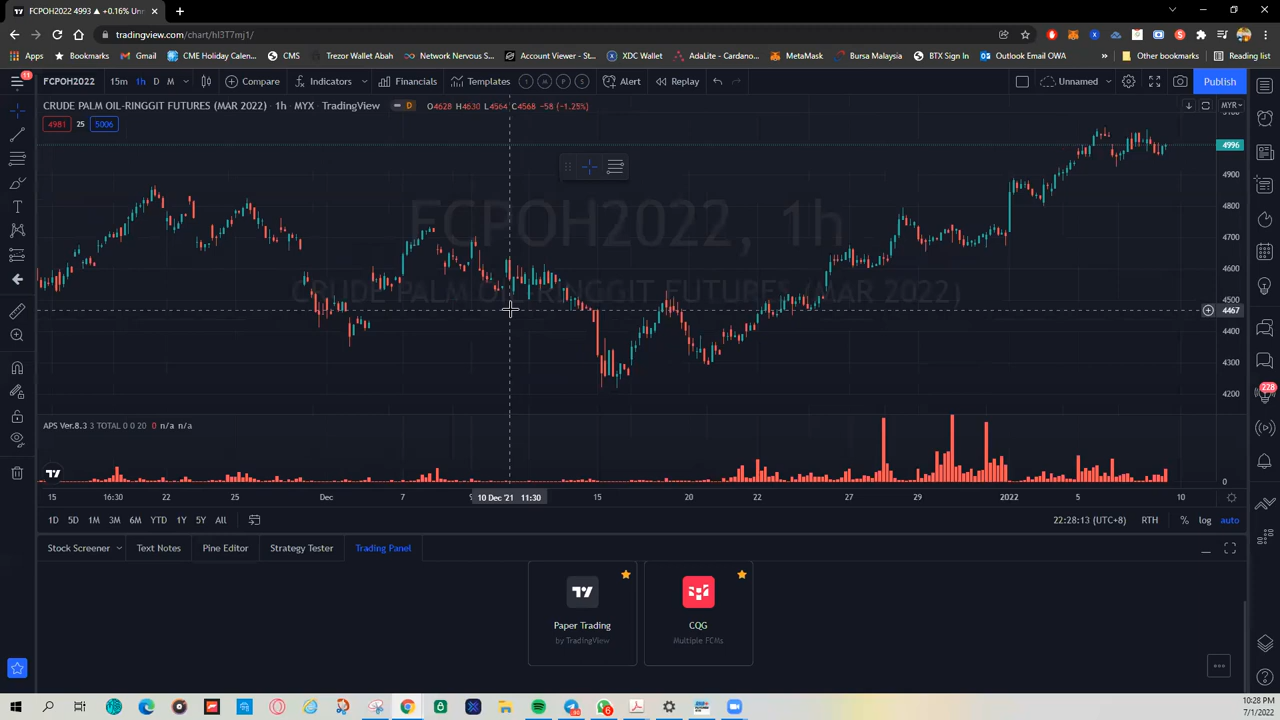 FCPOH2022 4993 ▲ +0.16% Unn
tradingview.com/chart/hI3T7mj1/
Apps Bookmarks Gmail CME Holiday Calen... CMS Trezor Wallet Abah Network Nervous ... Account Viewer - St... XDC Wallet AdaLite - Cardano... MetaMask Bursa Malaysia BTX Sign In Outlook Email OWA Other bookmarks Reading list
11
FCPOH2022 15m 1h D M Compare Indicators Financials Templates Y M P S Alert Replay Unnamed Publish
CRUDE PALM OIL-RINGGIT FUTURES (MAR 2022) 1h MYX TradingView D O4628 H4630 L4564 C4568 −58 (−1.25%) MYR
4981 25 5006
FCPOH2022, 1h
CRUDE PALM OIL-RINGGIT FUTURES (MAR 2022)
4996
4900
4800
4700
4600
4500
4467
4400
4300
4200
228
APS Ver.8.3 3 TOTAL 0 0 20 0 n/a n/a
0
15 16:30 22 25 Dec 7 9 10 Dec '21 11:30 15 20 22 27 29 2022 5 10
1D 5D 1M 3M 6M YTD 1Y 5Y All 22:28:13 (UTC+8) RTH % log auto
Stock Screener Text Notes Pine Editor Strategy Tester Trading Panel
Paper Trading CQG
by TradingView Multiple FCMs
6
10:28 PM
7/1/2022